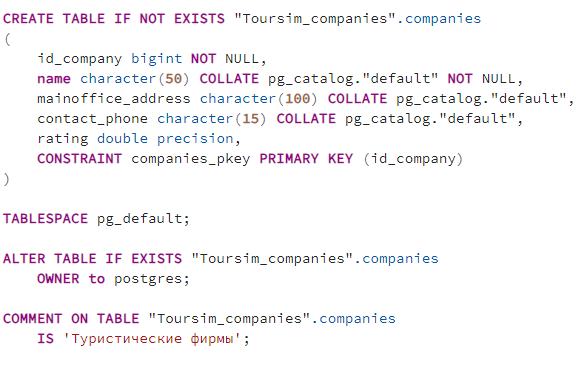 CREATE TABLE IF NOT EXISTS "Toursim_companies".companies
(
    id_company bigint NOT NULL,
    name character(50) COLLATE pg_catalog."default" NOT NULL,
    mainoffice_address character(100) COLLATE pg_catalog."default",
    contact_phone character(15) COLLATE pg_catalog."default",
    rating double precision,
    CONSTRAINT companies_pkey PRIMARY KEY (id_company)
)
TABLESPACE pg_default;
ALTER TABLE IF EXISTS "Toursim_companies".companies
    OWNER to postgres;
COMMENT ON TABLE "Toursim_companies".companies
    IS 'Туристические фирмы';